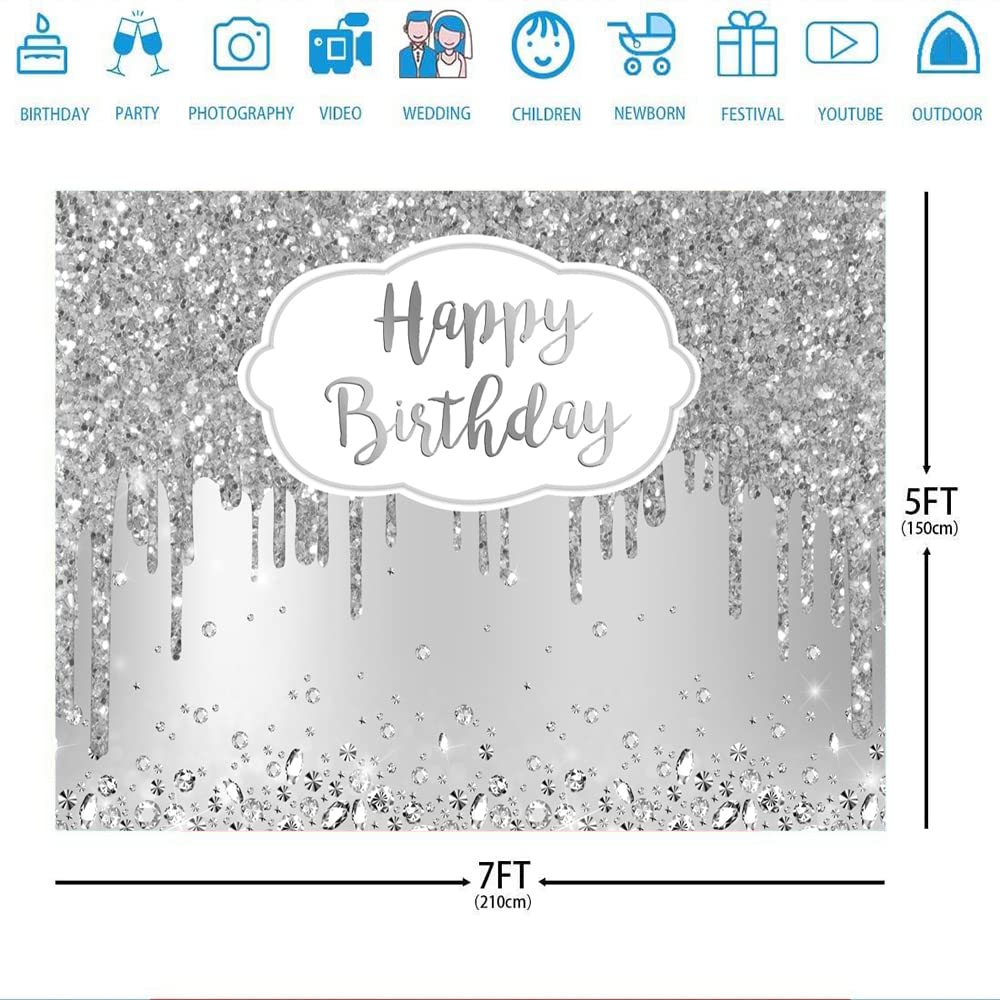 BIRTHDAY PARTY PHOTOGRAPHY VIDEO WEDDING CHILDREN NEWBORN FESTIVAL YOUTUBE OUTDOOR
Happy
Birthday
5FT
(150cm)
7FT
(210cm)